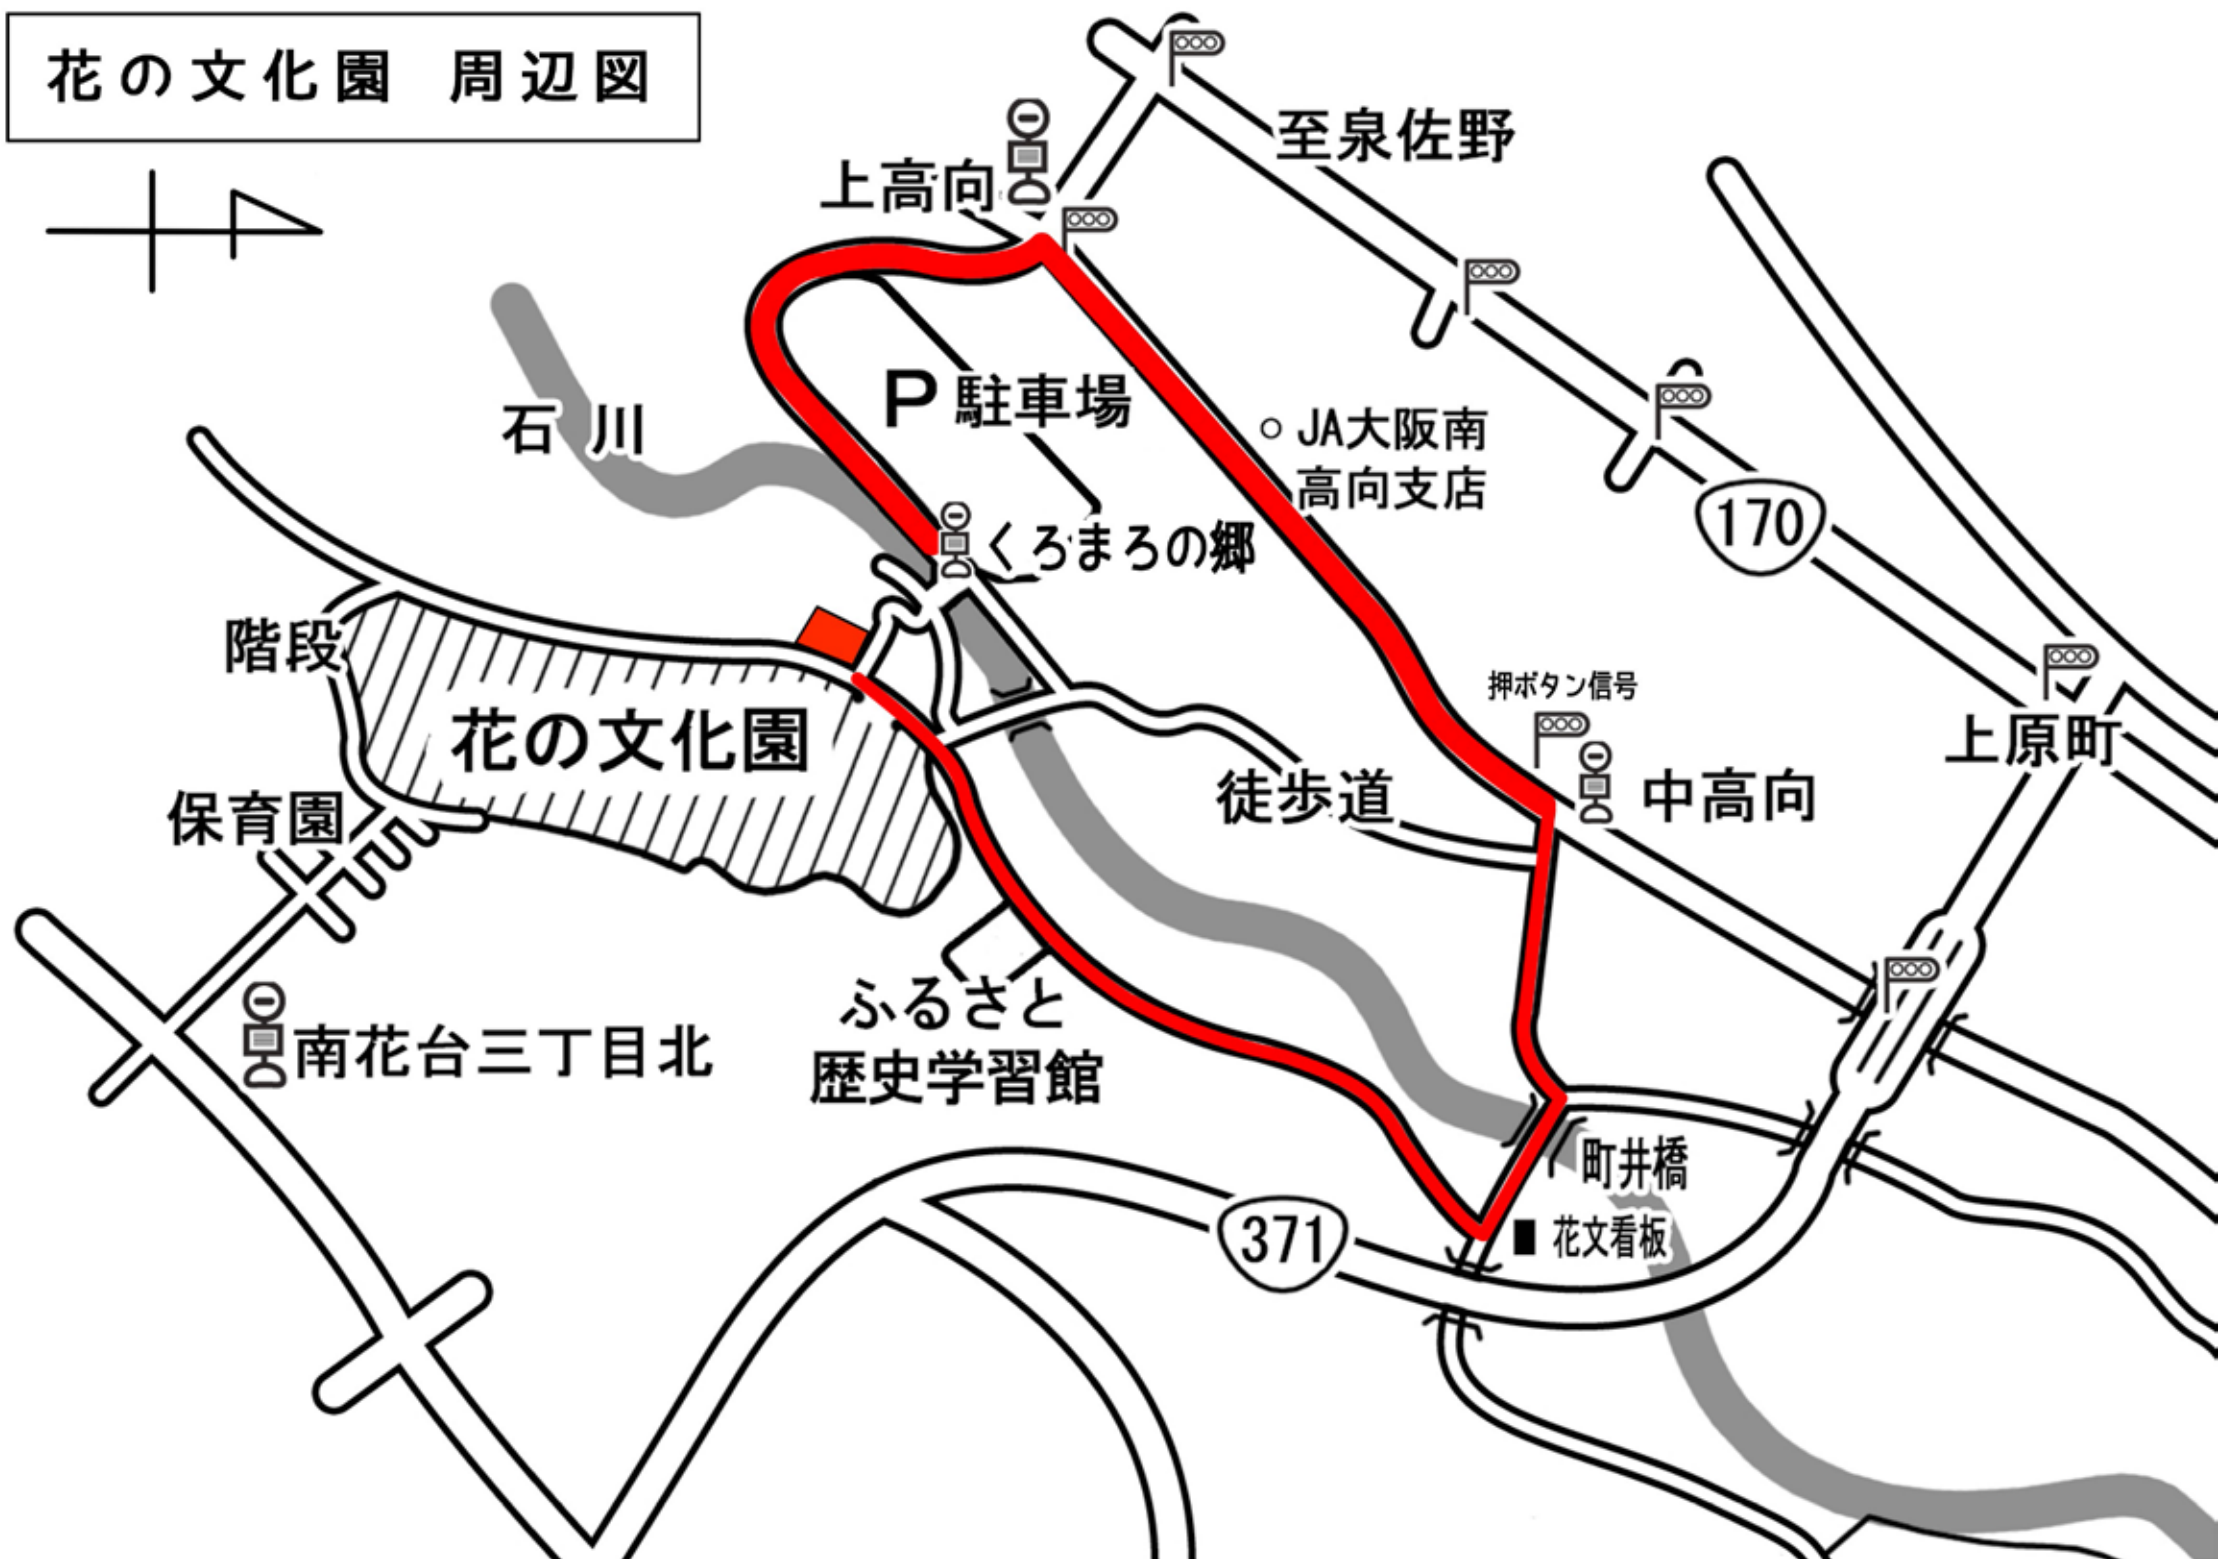 花の文化園 周辺図
至泉佐野
上高向
P 駐車場
JA大阪南
高向支店
石川
170
くろまろの郷
階段
押ボタン信号
花の文化園
上原町
徒歩道
中高向
保育園
ふるさと
歴史学習館
南花台三丁目北
町井橋
371
花文看板